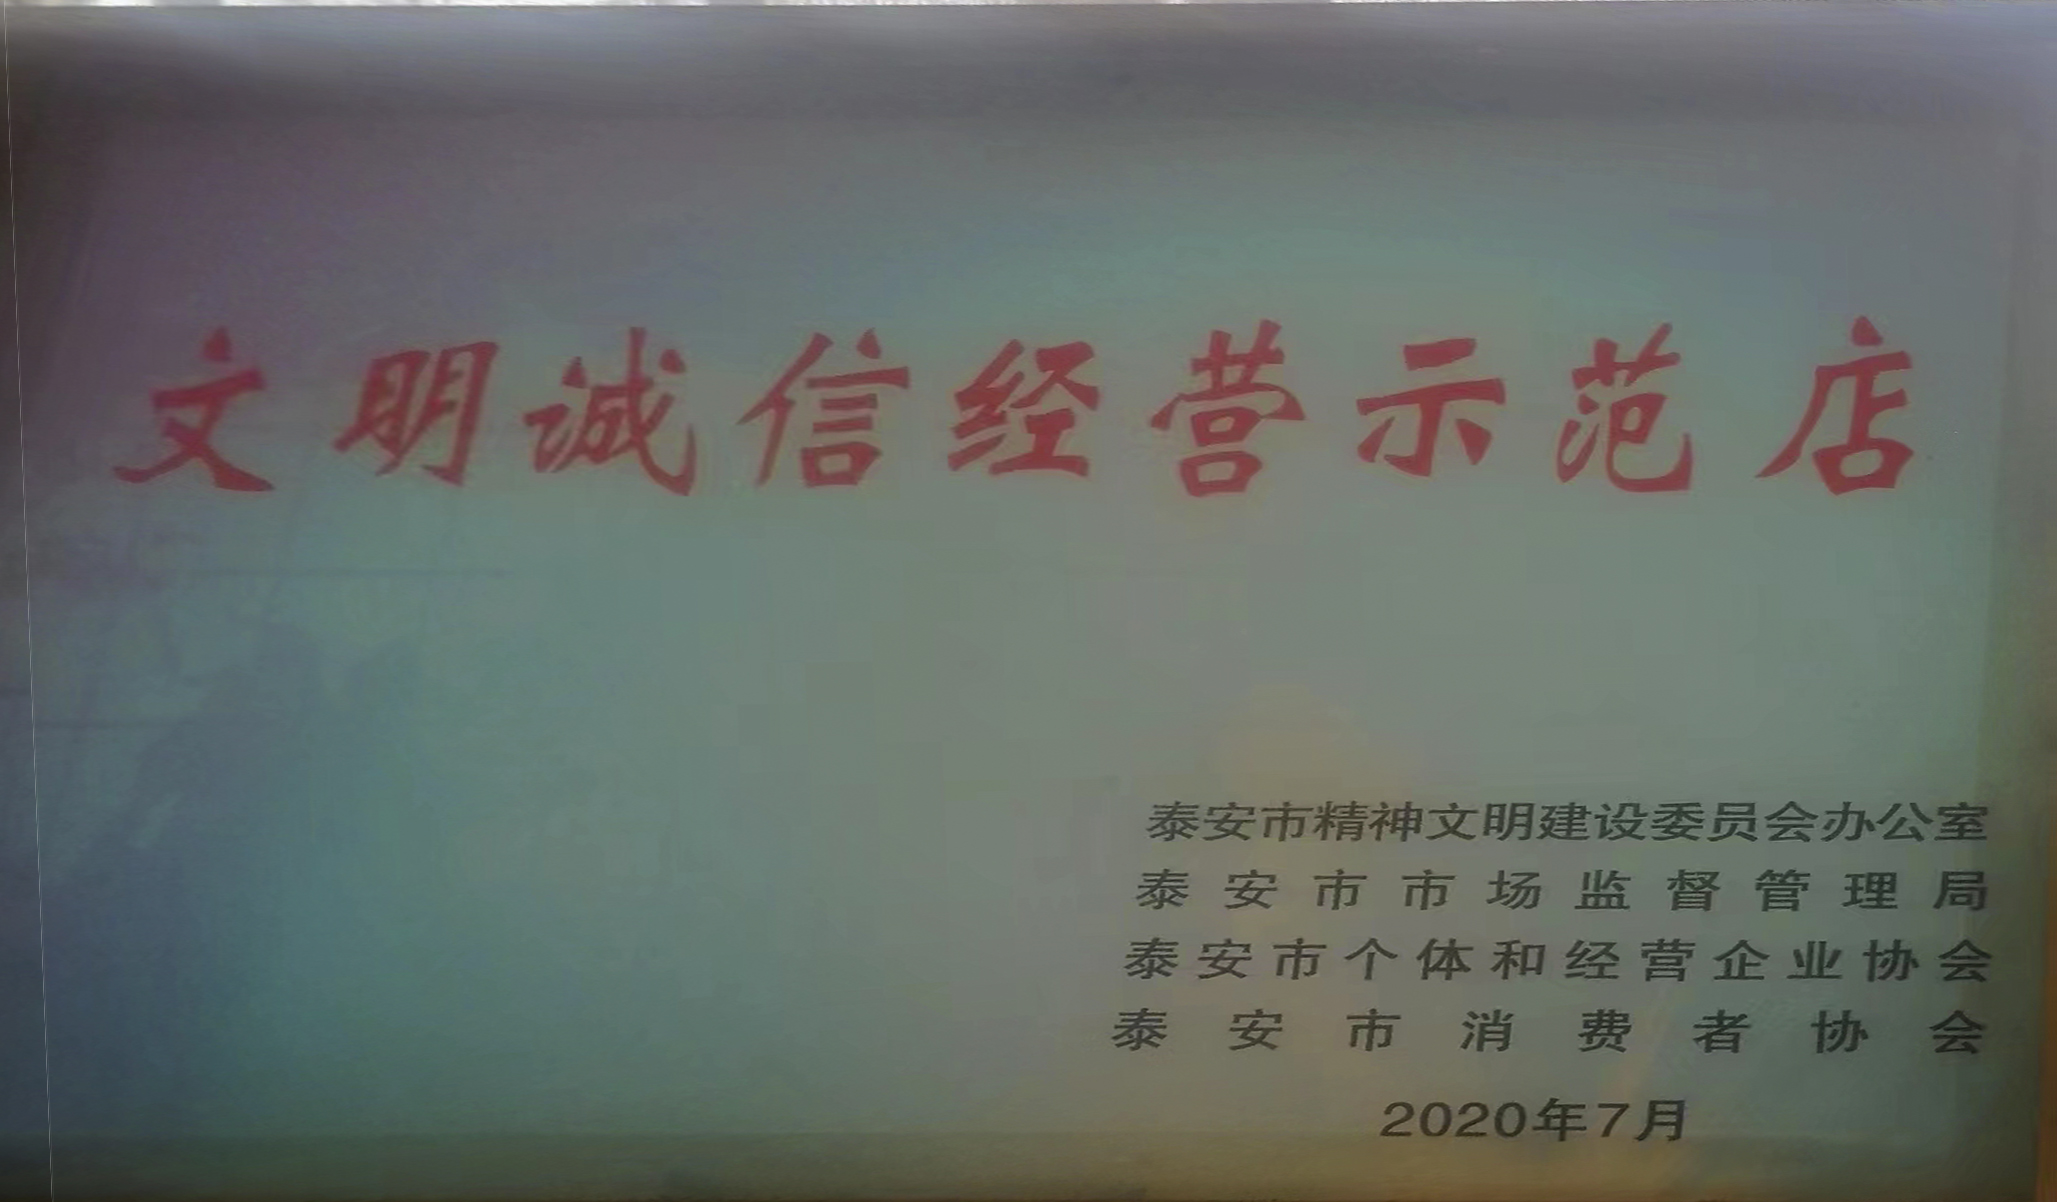 文明诚信经营示范店
泰安市精神文明建设委员会办公室
泰安市市场监督管理局
泰安市个体和经营企业协会
泰安市消费者协会
2020年7月